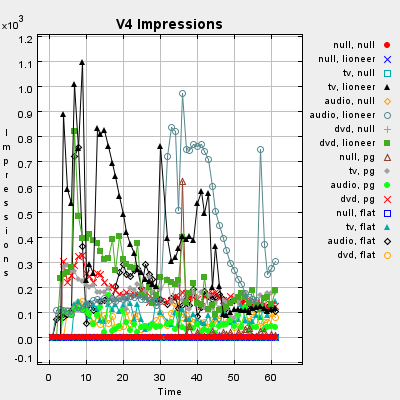 V4 Impressions
x10³
1.2
1.1
1.0
0.9
0.8
0.7
0.6
0.5
0.4
0.3
0.2
0.1
0.0
-0.1
Impressions
0 10 20 30 40 50 60
Time
null, null
null, lioneer
tv, null
tv, lioneer
audio, null
audio, lioneer
dvd, null
dvd, lioneer
null, pg
tv, pg
audio, pg
dvd, pg
null, flat
tv, flat
audio, flat
dvd, flat